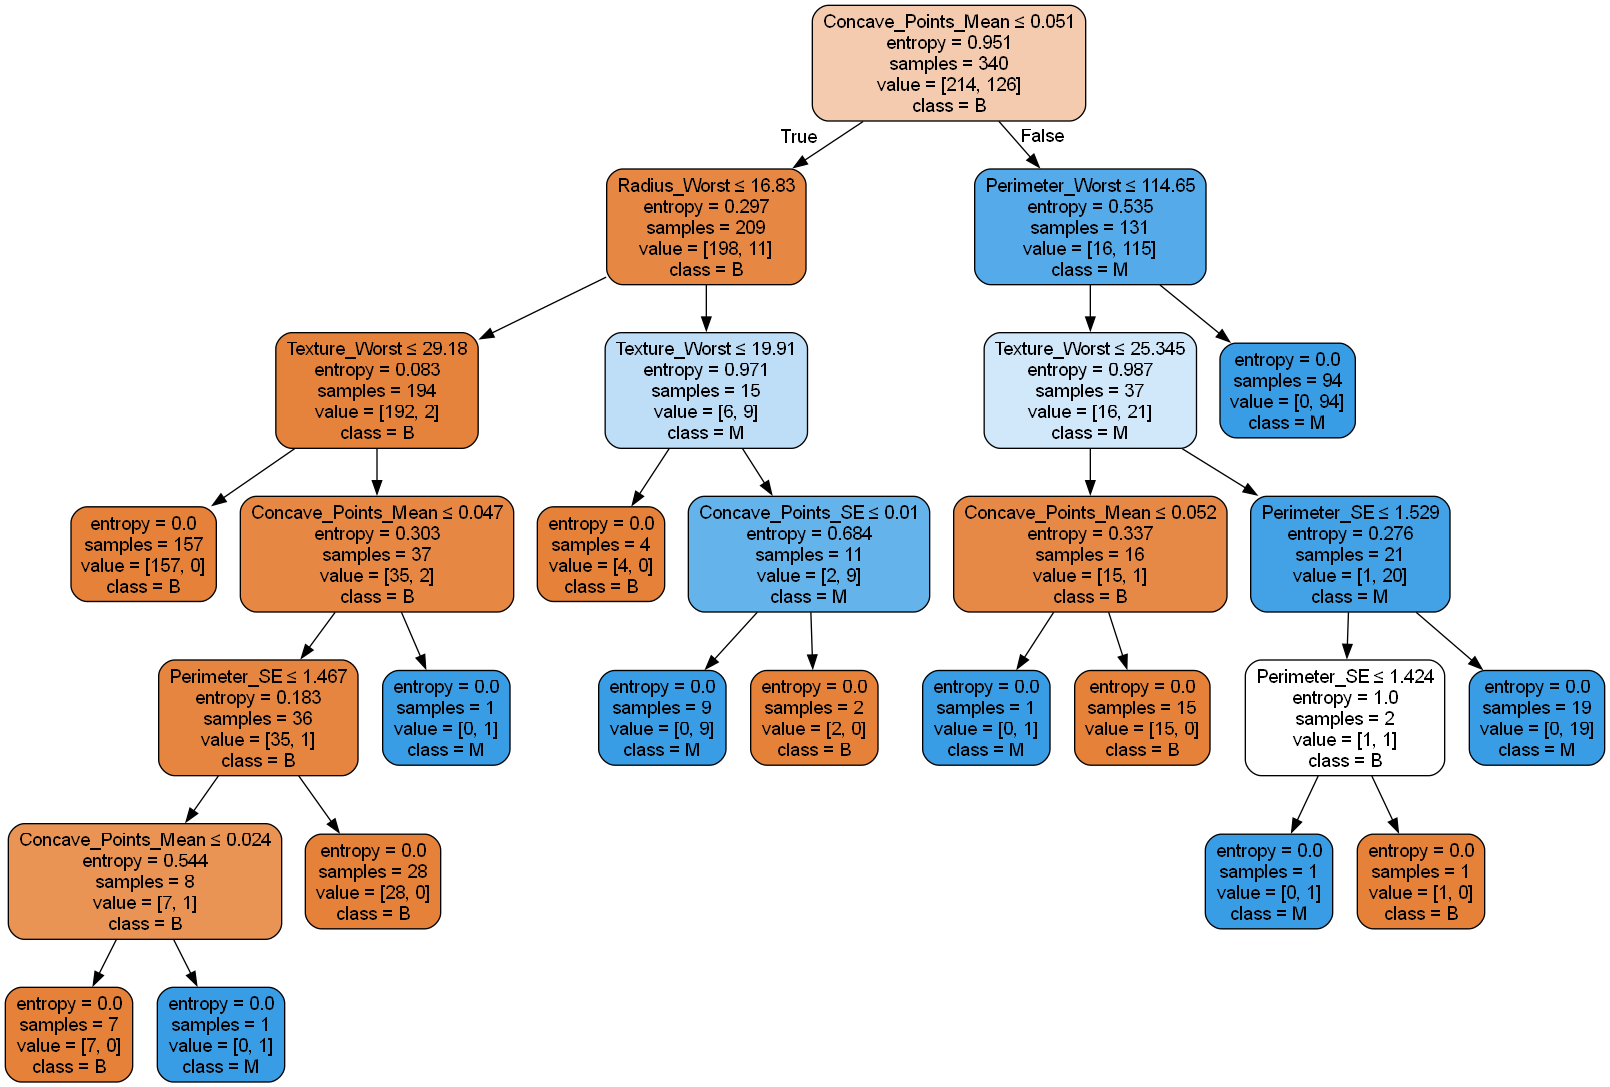 Concave_Points_Mean ≤ 0.051
entropy = 0.951
samples = 340
value = [214, 126]
class = B
True
False
Radius_Worst ≤ 16.83
entropy = 0.297
samples = 209
value = [198, 11]
class = B
Perimeter_Worst ≤ 114.65
entropy = 0.535
samples = 131
value = [16, 115]
class = M
Texture_Worst ≤ 29.18
entropy = 0.083
samples = 194
value = [192, 2]
class = B
Texture_Worst ≤ 19.91
entropy = 0.971
samples = 15
value = [6, 9]
class = M
Texture_Worst ≤ 25.345
entropy = 0.987
samples = 37
value = [16, 21]
class = M
entropy = 0.0
samples = 94
value = [0, 94]
class = M
entropy = 0.0
samples = 157
value = [157, 0]
class = B
Concave_Points_Mean ≤ 0.047
entropy = 0.303
samples = 37
value = [35, 2]
class = B
entropy = 0.0
samples = 4
value = [4, 0]
class = B
Concave_Points_SE ≤ 0.01
entropy = 0.684
samples = 11
value = [2, 9]
class = M
Concave_Points_Mean ≤ 0.052
entropy = 0.337
samples = 16
value = [15, 1]
class = B
Perimeter_SE ≤ 1.529
entropy = 0.276
samples = 21
value = [1, 20]
class = M
Perimeter_SE ≤ 1.467
entropy = 0.183
samples = 36
value = [35, 1]
class = B
entropy = 0.0
samples = 1
value = [0, 1]
class = M
entropy = 0.0
samples = 9
value = [0, 9]
class = M
entropy = 0.0
samples = 2
value = [2, 0]
class = B
entropy = 0.0
samples = 1
value = [0, 1]
class = M
entropy = 0.0
samples = 15
value = [15, 0]
class = B
Perimeter_SE ≤ 1.424
entropy = 1.0
samples = 2
value = [1, 1]
class = B
entropy = 0.0
samples = 19
value = [0, 19]
class = M
Concave_Points_Mean ≤ 0.024
entropy = 0.544
samples = 8
value = [7, 1]
class = B
entropy = 0.0
samples = 28
value = [28, 0]
class = B
entropy = 0.0
samples = 1
value = [0, 1]
class = M
entropy = 0.0
samples = 1
value = [1, 0]
class = B
entropy = 0.0
samples = 7
value = [7, 0]
class = B
entropy = 0.0
samples = 1
value = [0, 1]
class = M